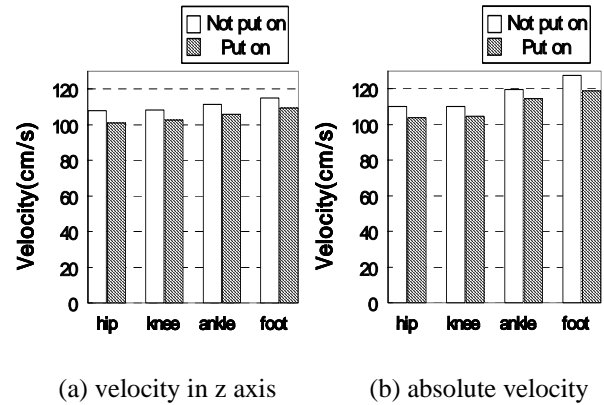 Not put on
Put on
Not put on
Put on
Velocity(cm/s)
120
100
80
60
40
20
0
hip knee ankle foot
Velocity(cm/s)
120
100
80
60
40
20
0
hip knee ankle foot
(a) velocity in z axis
(b) absolute velocity